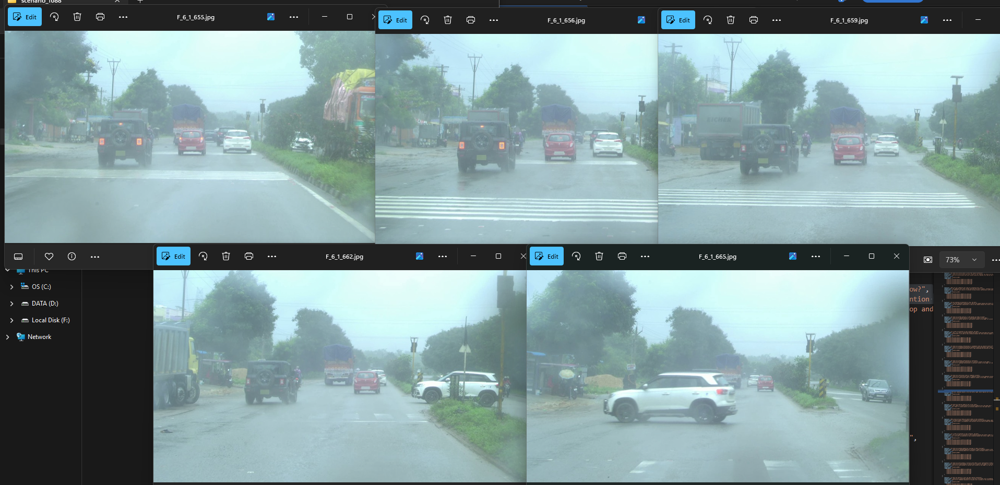 scenario_1088
Edit
F_6_1_655.jpg
Edit
F_6_1_656.jpg
Edit
F_6_1_659.jpg
EICHER
Edit
F_6_1_662.jpg
Edit
F_6_1_665.jpg
73%
This PC
OS (C:)
DATA (D:)
Local Disk (F:)
Network
ow?",
ntion
op and
",